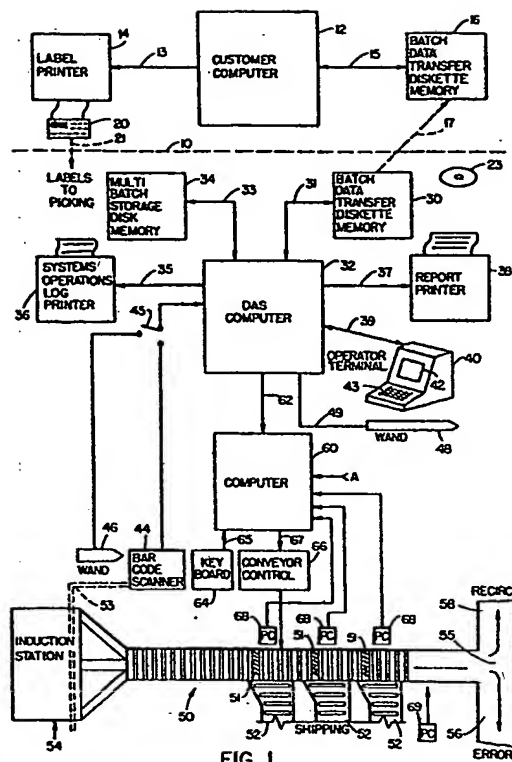 14
LABEL
PRINTER
13
12
CUSTOMER
COMPUTER
15
16
BATCH
DATA
TRANSFER
DISKETTE
MEMORY
20
21
10
17
LABELS
TO PICKING
MULTI
BATCH
STORAGE
DISK
MEMORY
34
33
31
BATCH
DATA
TRANSFER
DISKETTE
MEMORY
30
23
SYSTEMS'
OPERATIONS
LOG
PRINTER
36
35
32
DAS
COMPUTER
37
REPORT
PRINTER
38
45
39
OPERATOR
TERMINAL
40
42
43
62
49
WAND
48
60
COMPUTER
A
46
WAND
44
BAR
CODE
SCANNER
65
67
66
KEY
BOARD
64
CONVEYOR
CONTROL
53
68
PC
68
PC
68
PC
58
RECIRC
INDUCTION
STATION
51
51
55
54
50
51
52
SHIPPING
52
52
69
PC
56
ERROR
FIG. 1